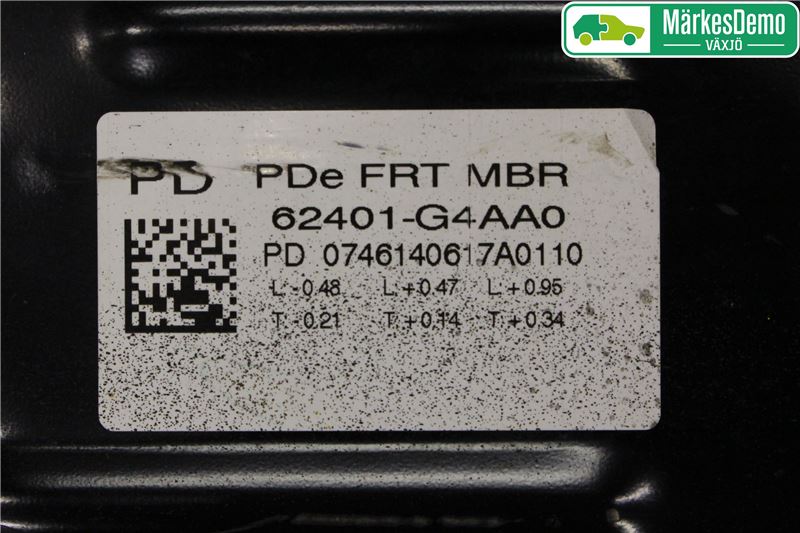 MärkesDemo
VÄXJÖ
PD PDe FRT MBR
62401-G4AA0
PD 0746140617A0110
L - 0.48 L + 0.47 L + 0.95
T - 0.21 T + 0.14 T + 0.34